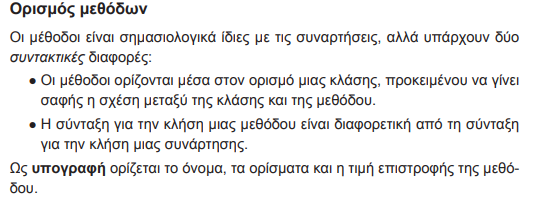 Ορισμός μεθόδων
Οι μέθοδοι είναι σημασιολογικά ίδιες με τις συναρτήσεις, αλλά υπάρχουν δύο
συντακτικές διαφορές:
● Οι μέθοδοι ορίζονται μέσα στον ορισμό μιας κλάσης, προκειμένου να γίνει
σαφής η σχέση μεταξύ της κλάσης και της μεθόδου.
● Η σύνταξη για την κλήση μιας μεθόδου είναι διαφορετική από τη σύνταξη
για την κλήση μιας συνάρτησης.
Ως υπογραφή ορίζεται το όνομα, τα ορίσματα και η τιμή επιστροφής της μεθό-
δου.